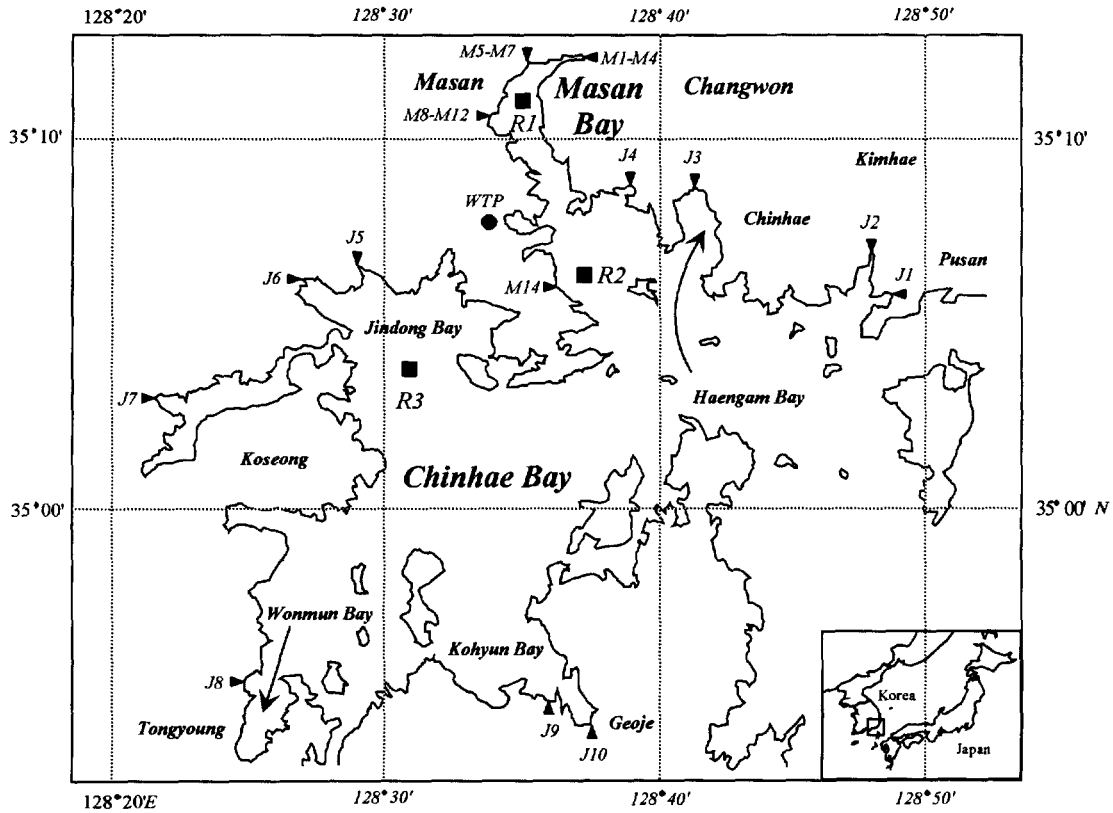 128°20' 128°30' 128°40' 128°50'
M5-M7 M1-M4
Masan
Masan
Bay
Changwon
M8-M12
R1
35°10' 35°10'
J4 J3
Kimhae
WTP
Chinhae
J2
J5
J1
Pusan
J6
R2
M14
Jindong Bay
R3
J7
Haengam Bay
Koseong
Chinhae Bay
35°00' 35°00' N
Wonmun Bay
Kohyun Bay
J8
Korea
Tongyoung
J9
Geoje
J10
Japan
128°20'E 128°30' 128°40' 128°50'